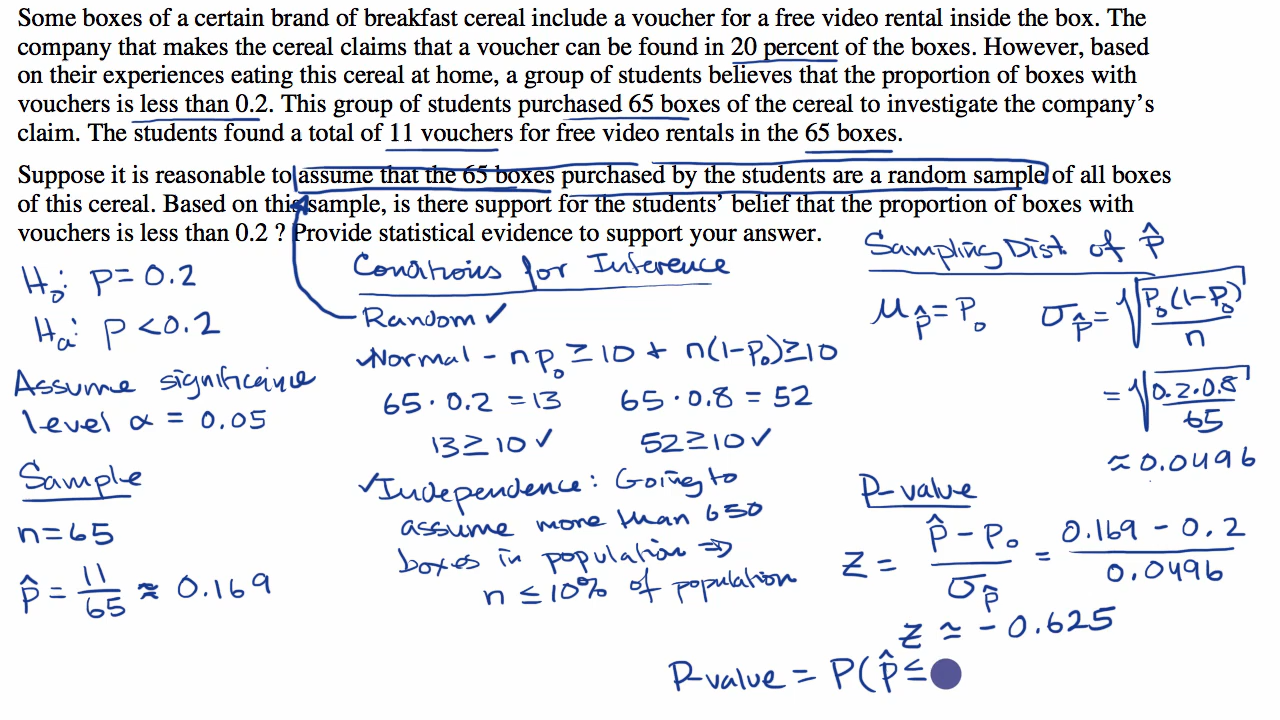 Some boxes of a certain brand of breakfast cereal include a voucher for a free video rental inside the box. The
company that makes the cereal claims that a voucher can be found in 20 percent of the boxes. However, based
on their experiences eating this cereal at home, a group of students believes that the proportion of boxes with
vouchers is less than 0.2. This group of students purchased 65 boxes of the cereal to investigate the company's
claim. The students found a total of 11 vouchers for free video rentals in the 65 boxes.
Suppose it is reasonable to assume that the 65 boxes purchased by the students are a random sample of all boxes
of this cereal. Based on this sample, is there support for the students' belief that the proportion of boxes with
vouchers is less than 0.2 ? Provide statistical evidence to support your answer.
H₀: P = 0.2
Hₐ: P < 0.2
Assume significance
level α = 0.05
Sample
n = 65
p̂ = 11/65 ≈ 0.169
Conditions for Inference
Random ✓
✓Normal - np₀ ≥ 10 + n(1-P₀) ≥ 10
65 · 0.2 = 13 65 · 0.8 = 52
13 ≥ 10 ✓ 52 ≥ 10 ✓
✓Independence: Going to
assume more than 650
boxes in population ⇒
n ≤ 10% of population
Sampling Dist. of p̂
μ_p̂ = P₀ σ_p̂ = √(P₀(1-P₀)/n)
= √(0.2·0.8/65)
≈ 0.0496
P-value
Z = (p̂ - P₀)/σ_p̂ = (0.169 - 0.2)/0.0496
Z ≈ -0.625
P-value = P(p̂ ≤